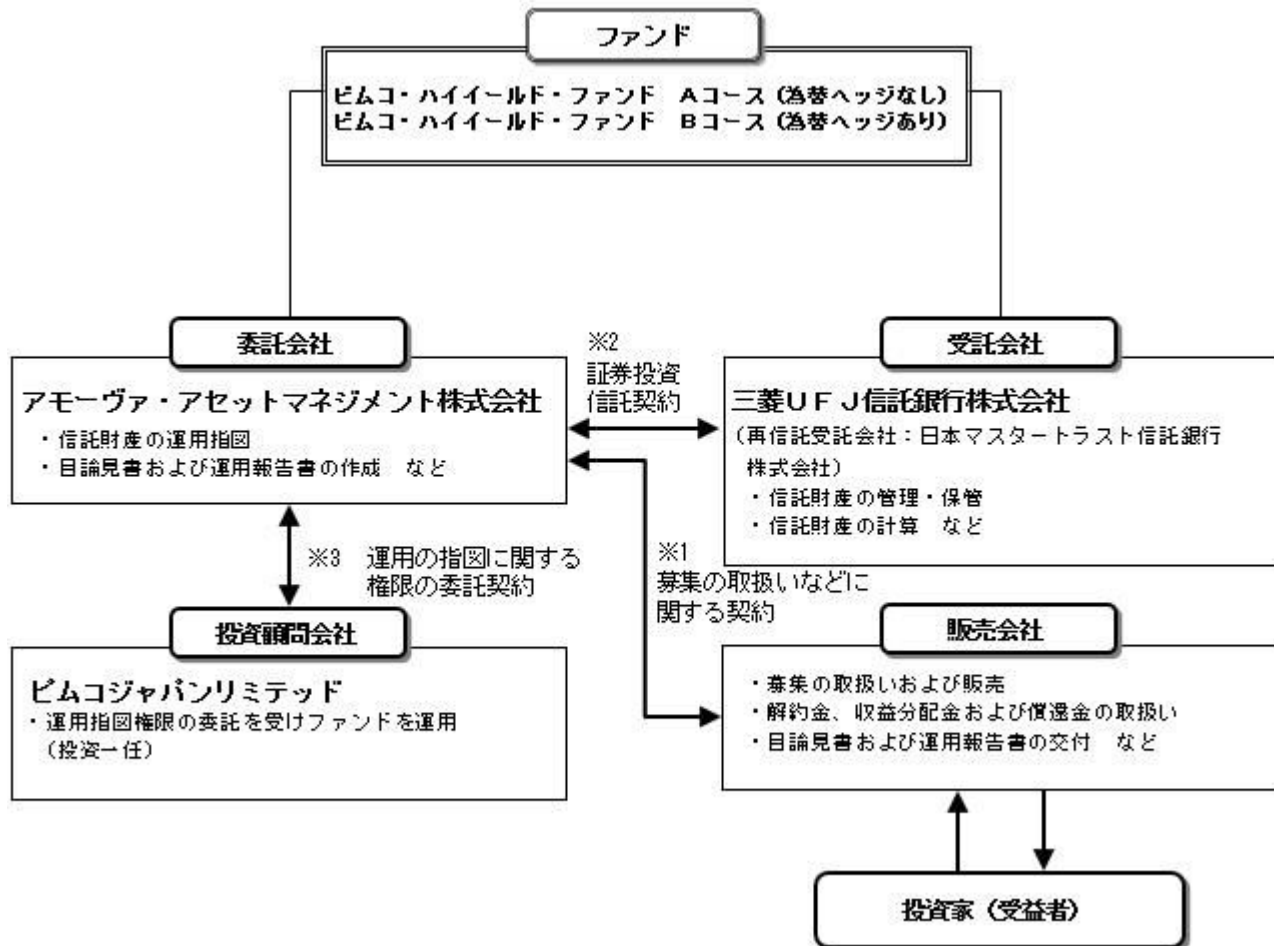 ファンド
ピムコ・ハイイールド・ファンド　Aコース（為替ヘッジなし）
ピムコ・ハイイールド・ファンド　Bコース（為替ヘッジあり）
委託会社
アモーヴァ・アセットマネジメント株式会社
・信託財産の運用指図
・目論見書および運用報告書の作成　など
※2
証券投資
信託契約
受託会社
三菱ＵＦＪ信託銀行株式会社
（再信託受託会社：日本マスタートラスト信託銀行
株式会社）
・信託財産の管理・保管
・信託財産の計算　など
※3　運用の指図に関する
権限の委託契約
※1
募集の取扱いなどに
関する契約
投資顧問会社
ピムコジャパンリミテッド
・運用指図権限の委託を受けファンドを運用
（投資一任）
販売会社
・募集の取扱いおよび販売
・解約金、収益分配金および償還金の取扱い
・目論見書および運用報告書の交付　など
投資家（受益者）